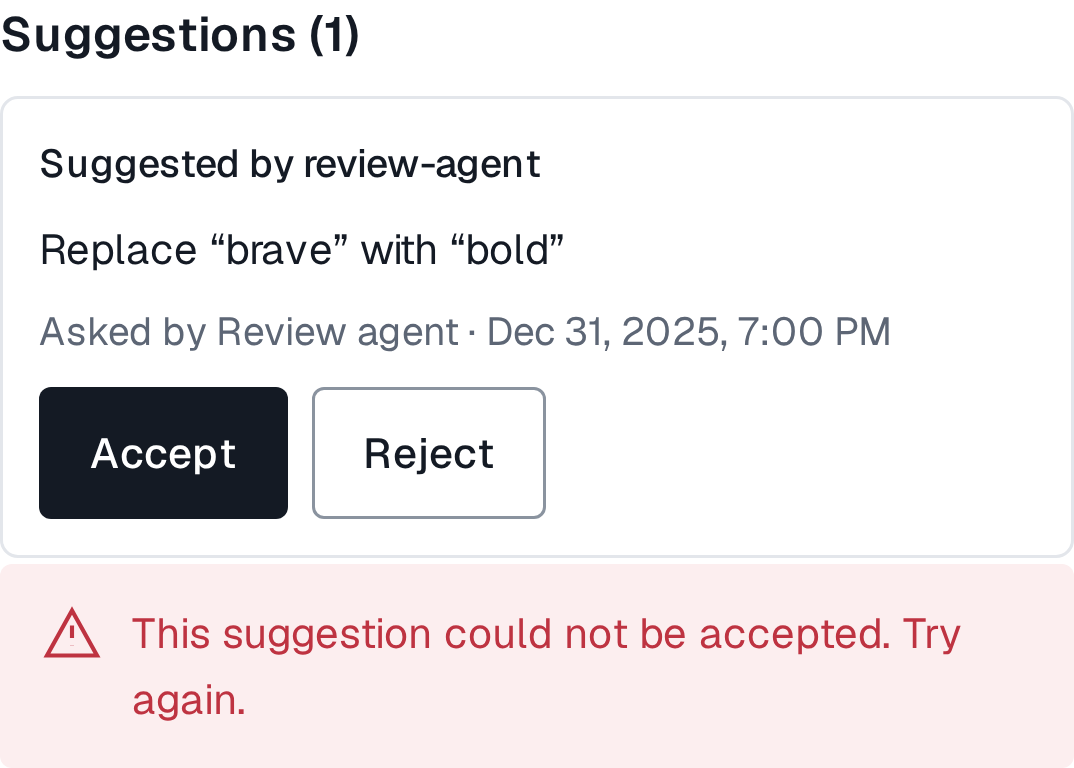 Suggestions (1)
Suggested by review-agent
Replace “brave” with “bold”
Asked by Review agent · Dec 31, 2025, 7:00 PM
Accept
Reject
This suggestion could not be accepted. Try
again.